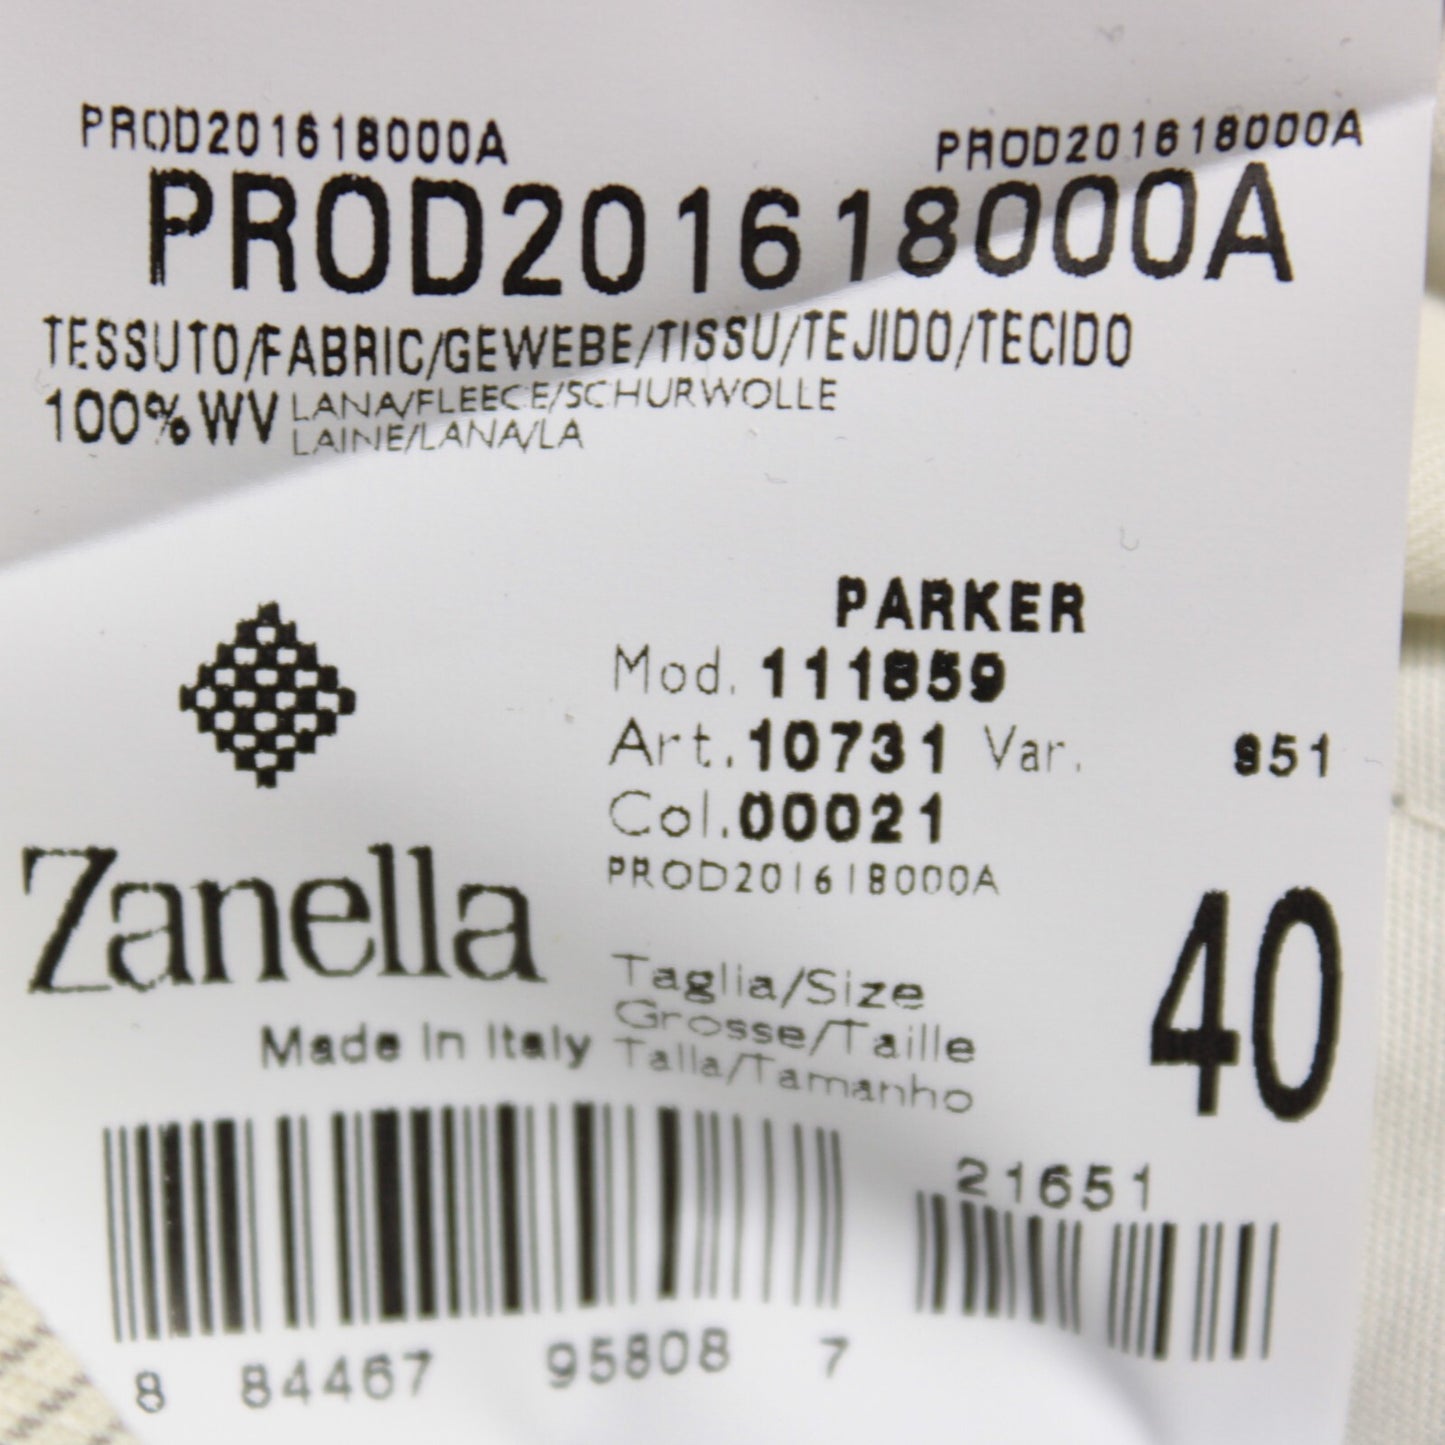 PROD201618000A PROD201618000A
PROD201618000A
TESSUTO/FABRIC/GEWEBE/TISSU/TEJIDO/TECIDO
100% WV LANA/FLEECE/SCHURWOLLE
LAINE/LANA/LA
PARKER
Mod. 111859
Art. 10731 Var. 951
Col. 00021
PROD201618000A
Zanella
Made In Italy
Taglia/Size
Grosse/Taille
Talla/Tamanho
40
21651
8 84467 95808 7